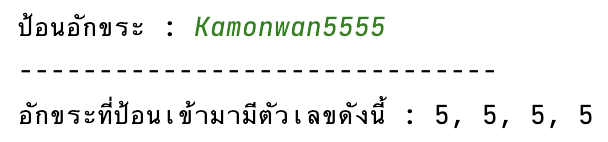 ป้อนอักขระ : Kamonwan5555
------------------------------
อักขระที่ป้อนเข้ามามีตัวเลขดังนี้ : 5, 5, 5, 5